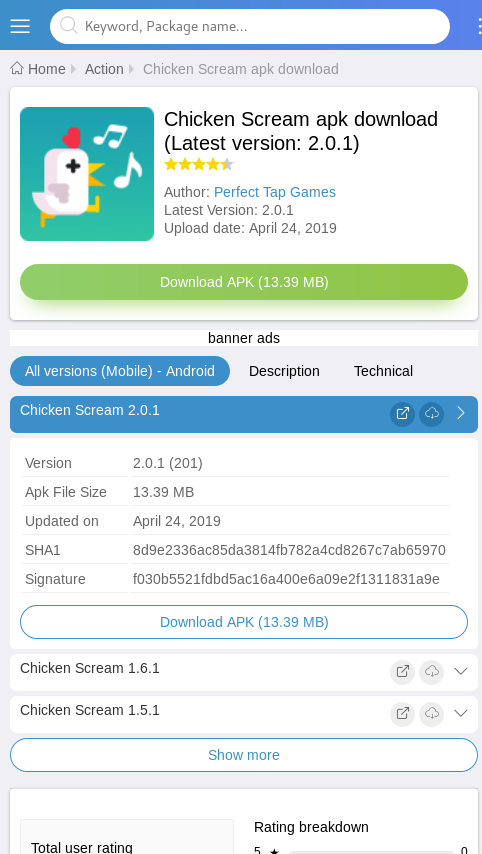 Keyword, Package name...
Home Action Chicken Scream apk download
Chicken Scream apk download
(Latest version: 2.0.1)
Author: Perfect Tap Games
Latest Version: 2.0.1
Upload date: April 24, 2019
Download APK (13.39 MB)
banner ads
All versions (Mobile) - Android Description Technical
Chicken Scream 2.0.1
Version 2.0.1 (201)
Apk File Size 13.39 MB
Updated on April 24, 2019
SHA1 8d9e2336ac85da3814fb782a4cd8267c7ab65970
Signature f030b5521fdbd5ac16a400e6a09e2f1311831a9e
Download APK (13.39 MB)
Chicken Scream 1.6.1
Chicken Scream 1.5.1
Show more
Rating breakdown
Total user rating
5 ★ 0